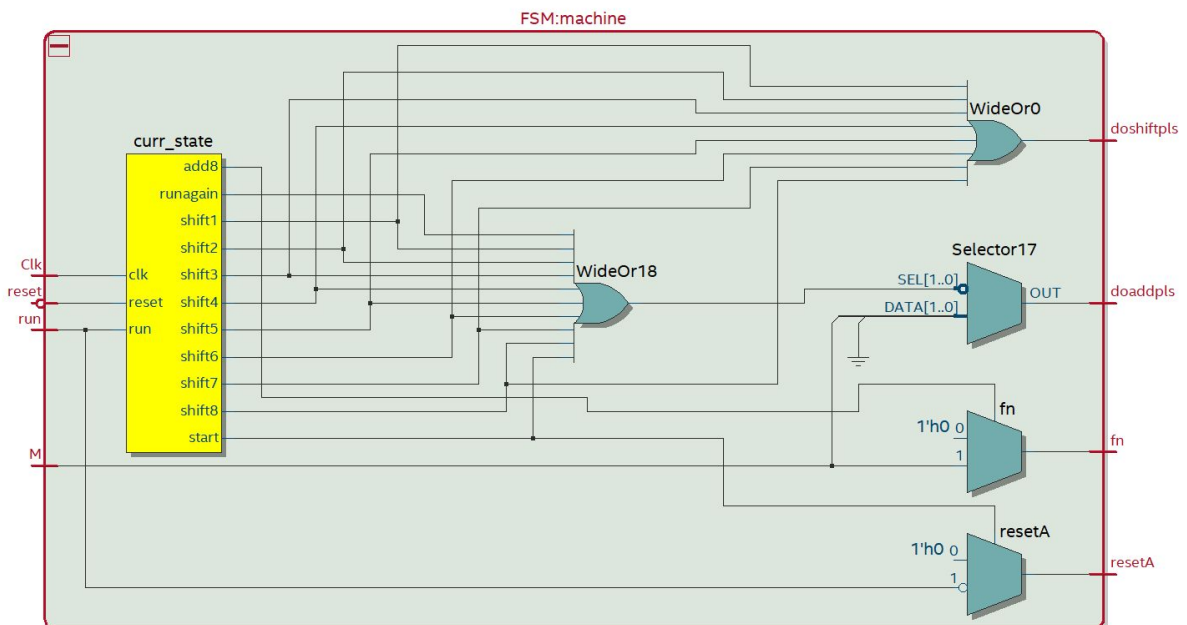 FSM:machine
WideOr0
doshiftpls
curr_state
add8
runagain
shift1
shift2
shift3
shift4
shift5
shift6
shift7
shift8
start
clk
reset
run
Clk
reset
run
M
WideOr18
Selector17
SEL[1..0]
DATA[1..0]
OUT
doaddpls
fn
1'h0 0
1
fn
resetA
1'h0 0
1
resetA